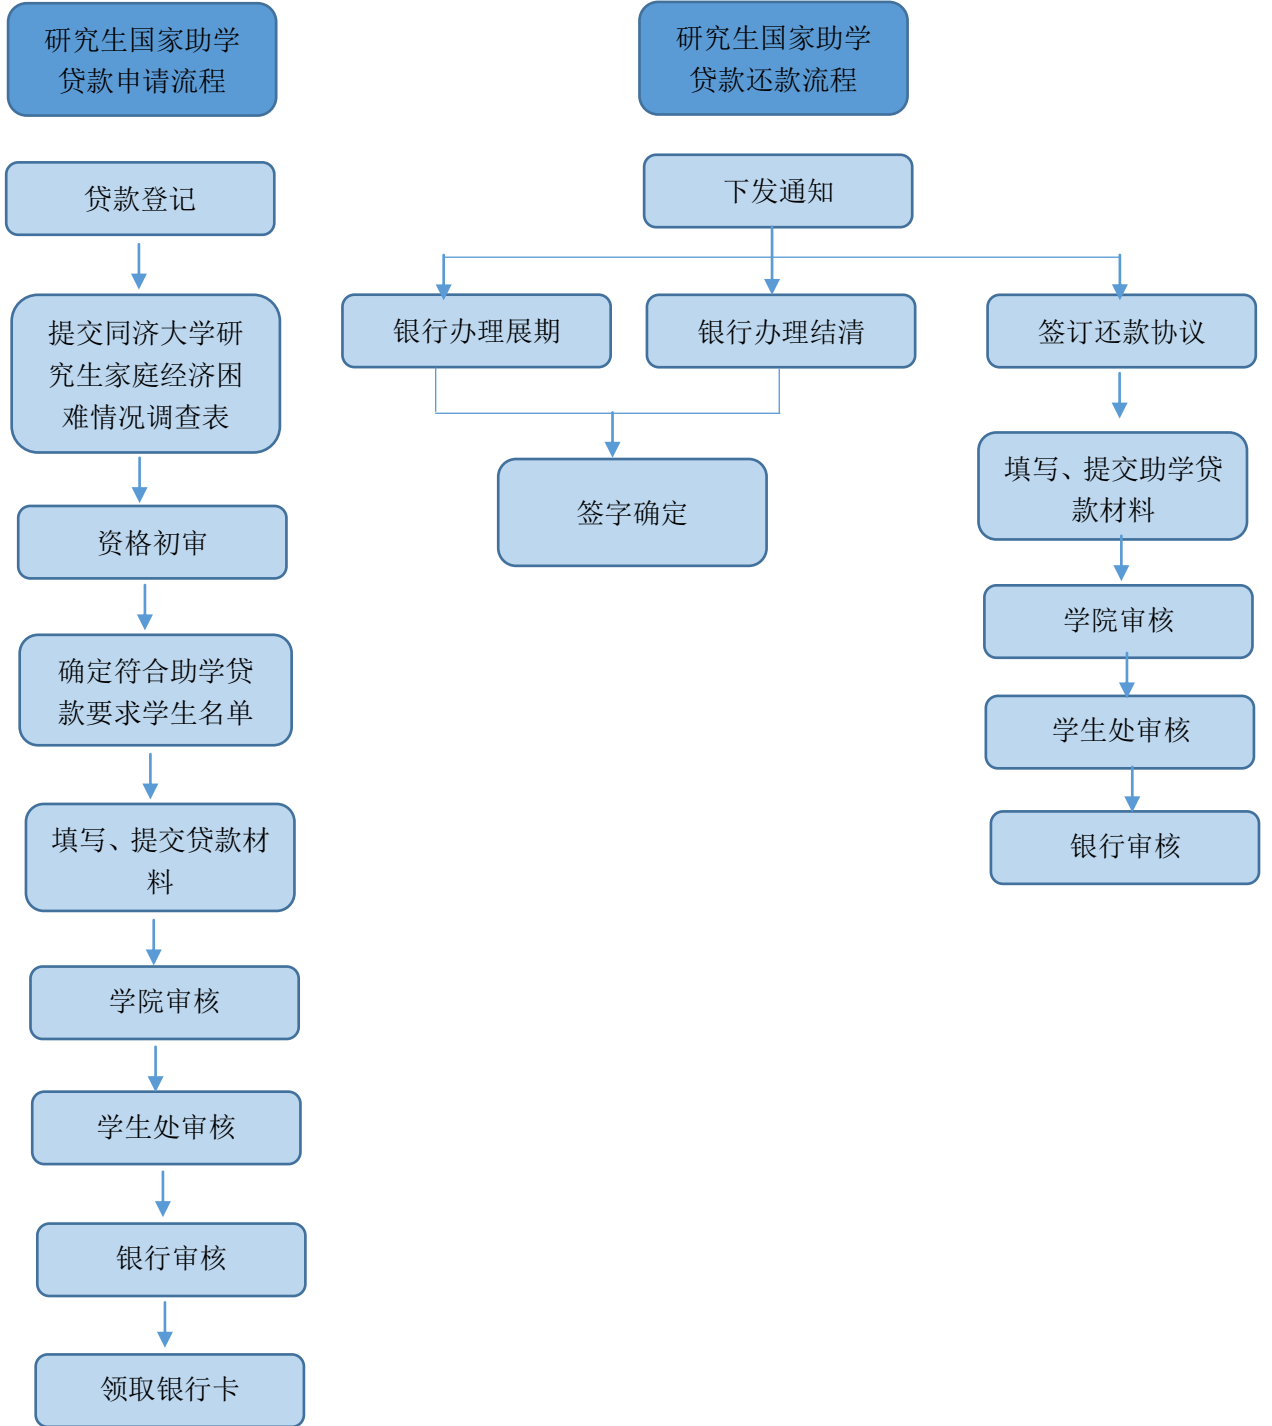 研究生国家助学
贷款申请流程
贷款登记
提交同济大学研
究生家庭经济困
难情况调查表
资格初审
确定符合助学贷
款要求学生名单
填写、提交贷款材
料
学院审核
学生处审核
银行审核
领取银行卡
研究生国家助学
贷款还款流程
下发通知
银行办理展期
银行办理结清
签字确定
签订还款协议
填写、提交助学贷
款材料
学院审核
学生处审核
银行审核